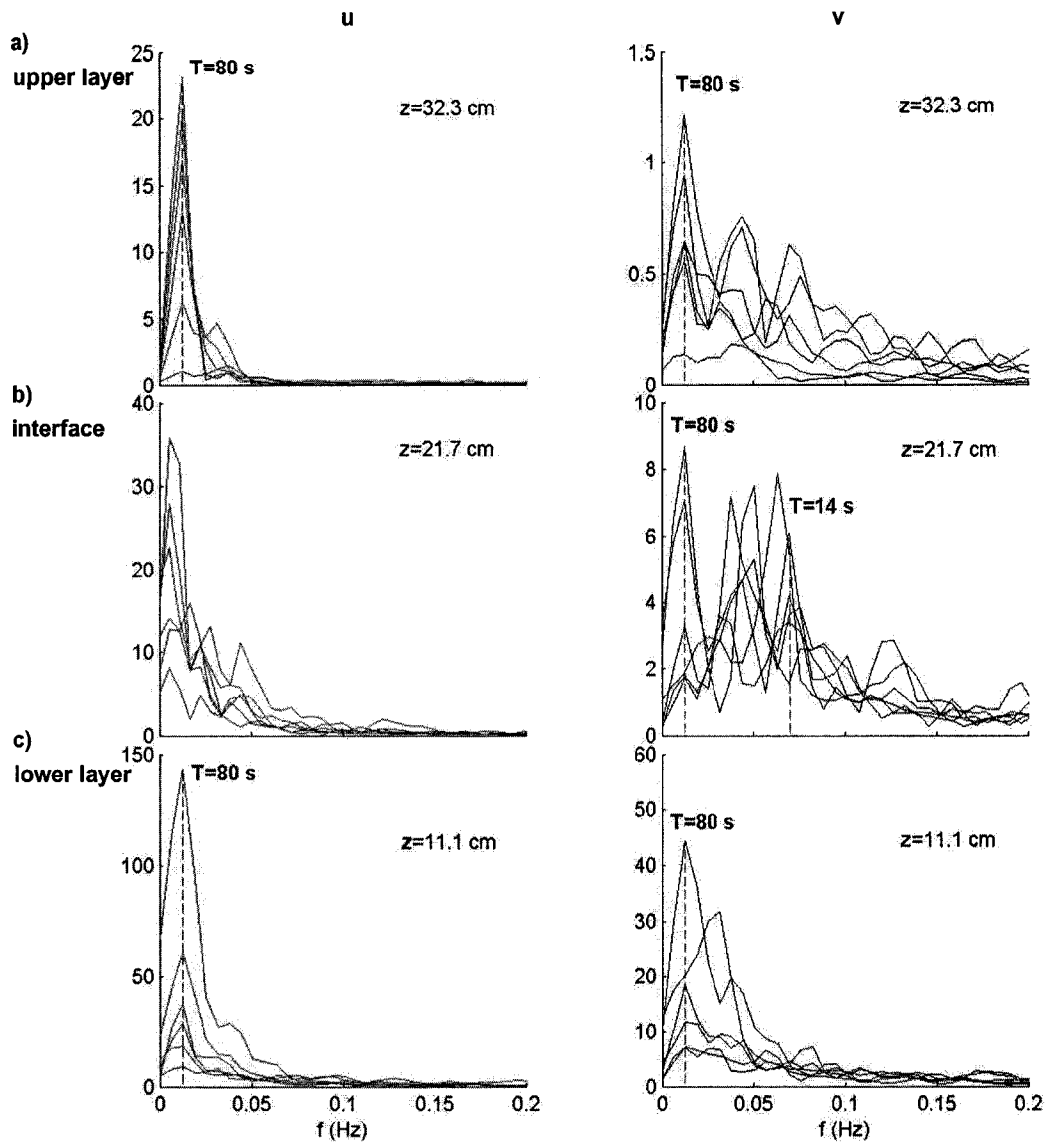 u v
a)
upper layer
25
20
15
10
5
0
T=80 s
z=32.3 cm
1.5
1
0.5
0
T=80 s
z=32.3 cm
b)
interface
40
30
20
10
0
z=21.7 cm
10
8
6
4
2
0
T=80 s
z=21.7 cm
T=14 s
c)
lower layer
150
100
50
0
T=80 s
z=11.1 cm
0 0.05 0.1 0.15 0.2
f (Hz)
60
50
40
30
20
10
0
T=80 s
z=11.1 cm
0 0.05 0.1 0.15 0.2
f (Hz)